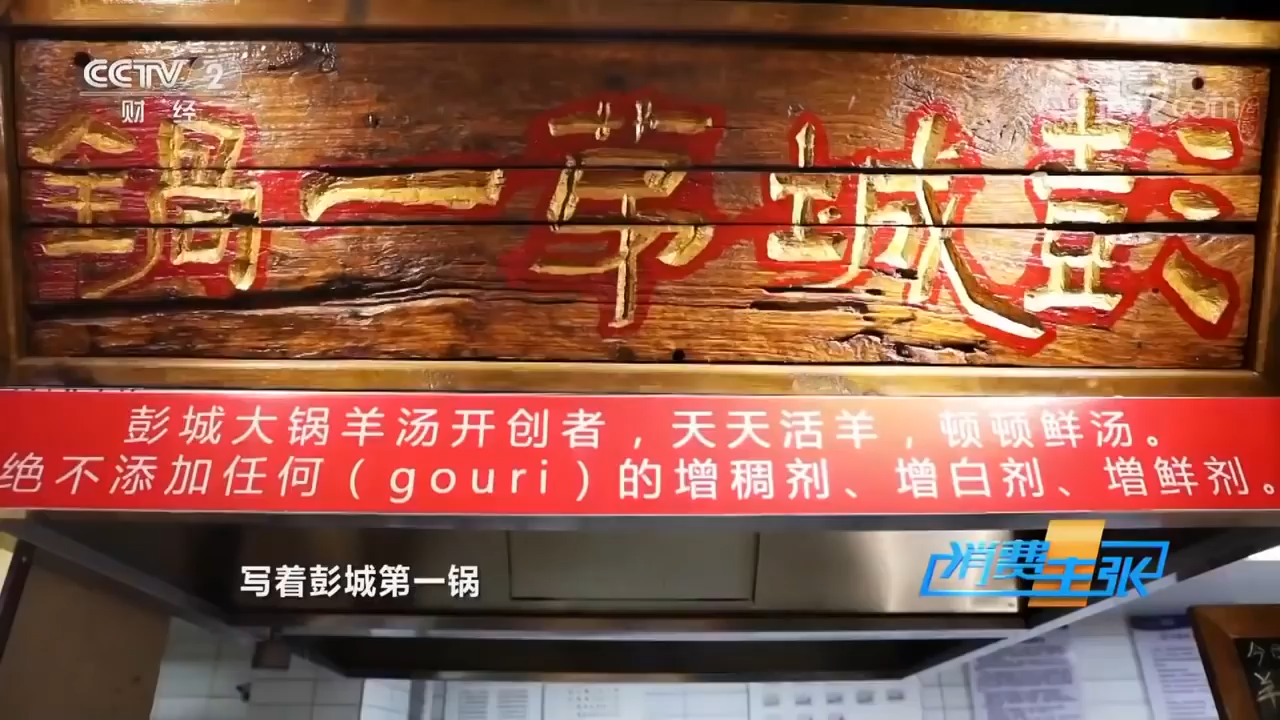 CCTV 2
财经
彭城第一锅
彭城大锅羊汤开创者，天天活羊，顿顿鲜汤。
绝不添加任何（gouri）的增稠剂、增白剂、增鲜剂。
写着彭城第一锅
消费主张